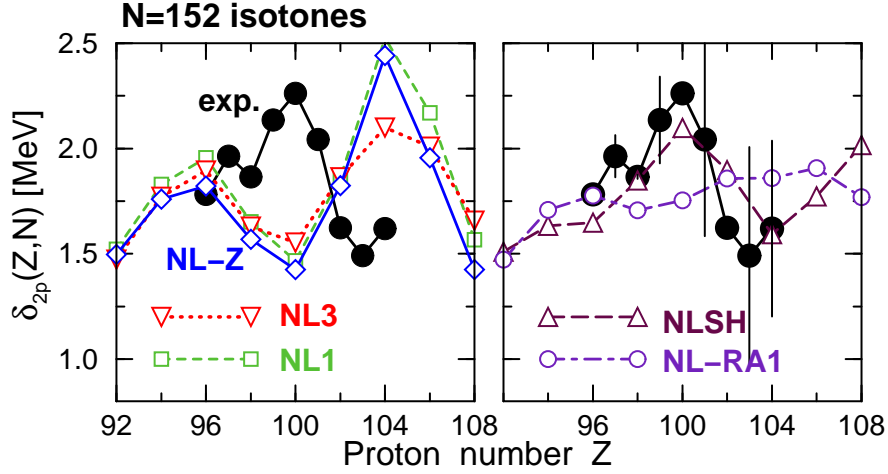 N=152 isotones
δ2p(Z,N) [MeV]
2.5
2.0
1.5
1.0
exp.
NL–Z
NL3
NL1
NLSH
NL–RA1
92 96 100 104 108 96 100 104 108
Proton number Z